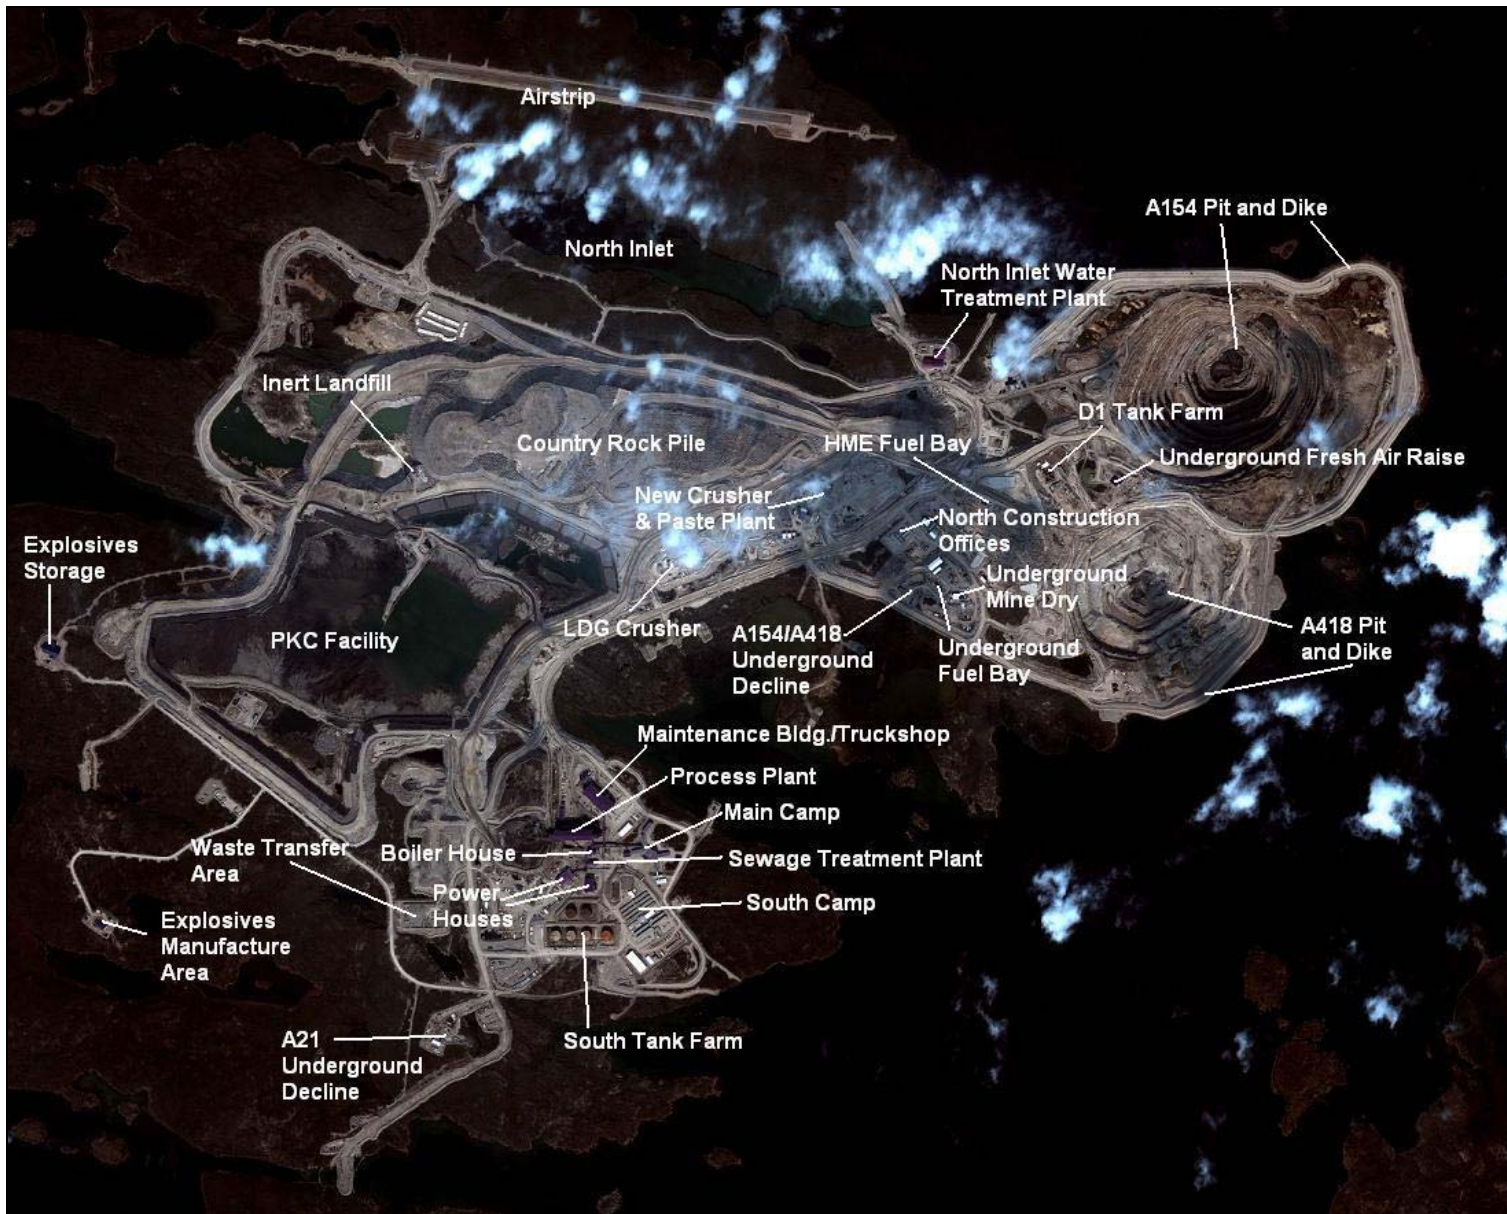 Airstrip
A154 Pit and Dike
North Inlet
North Inlet Water
Treatment Plant
Inert Landfill
D1 Tank Farm
Country Rock Pile
HME Fuel Bay
Underground Fresh Air Raise
New Crusher
& Paste Plant
North Construction
Offices
Explosives
Storage
Underground
Mine Dry
PKC Facility
LDG Crusher
A154/A418
Underground
Decline
Underground
Fuel Bay
A418 Pit
and Dike
Maintenance Bldg./Truckshop
Process Plant
Main Camp
Waste Transfer
Area
Boiler House
Sewage Treatment Plant
Power
Houses
South Camp
Explosives
Manufacture
Area
A21
Underground
Decline
South Tank Farm